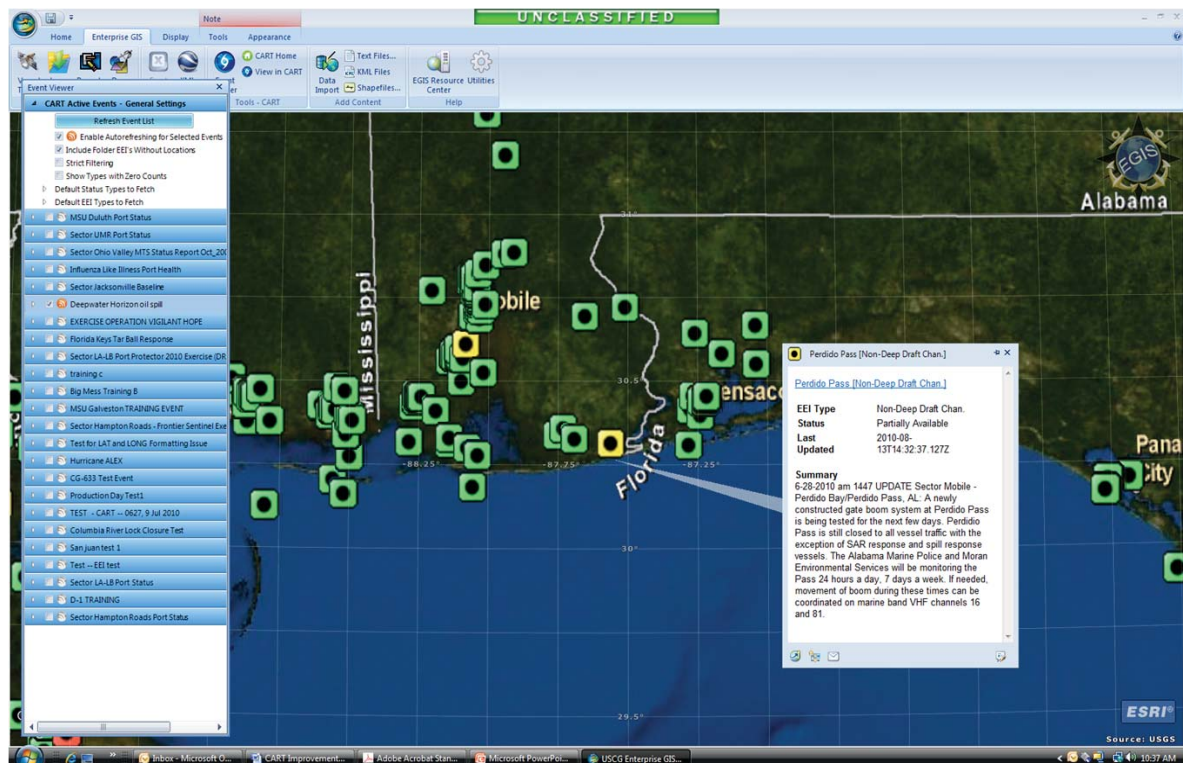 UNCLASSIFIED
Note
Home Enterprise GIS Display Tools Appearance
CART Home
View in CART
Text Files...
KML Files
Shapefiles...
Data
Import
EGIS Resource
Center
Utilities
Tools - CART
Add Content
Help
Event Viewer
CART Active Events - General Settings
Refresh Event List
Enable Autorefreshing for Selected Events
Include Folder EEI's Without Locations
Strict Filtering
Show Types with Zero Counts
Default Status Types to Fetch
Default EEI Types to Fetch
MSU Duluth Port Status
Sector UMR Port Status
Sector Ohio Valley MTS Status Report Oct_200
Influenza Like Illness Port Health
Sector Jacksonville Baseline
Deepwater Horizon oil spill
EXERCISE OPERATION VIGILANT HOPE
Florida Keys Tar Ball Response
Sector LA-LB Port Protector 2010 Exercise (DR
training c
Big Mess Training B
MSU Galveston TRAINING EVENT
Sector Hampton Roads - Frontier Sentinel Exe
Test for LAT and LONG Formatting Issue
Hurricane ALEX
CG-633 Test Event
Production Day Test1
TEST - CART -- 0627, 9 Jul 2010
Columbia River Lock Closure Test
San juan test 1
Test -- EEI test
Sector LA-LB Port Status
D-1 TRAINING
Sector Hampton Roads Port Status
EGIS
Alabama
31°
Mississippi
obile
30.5°
ensac
Florida
-88.25°
-87.75°
-87.25°
Pana
City
30°
29.5°
Perdido Pass [Non-Deep Draft Chan.]
Perdido Pass [Non-Deep Draft Chan.]
EEI Type Non-Deep Draft Chan.
Status Partially Available
Last 2010-08-
Updated 13T14:32:37.127Z
Summary
6-28-2010 am 1447 UPDATE Sector Mobile -
Perdido Bay/Perdido Pass, AL: A newly
constructed gate boom system at Perdido Pass
is being tested for the next few days. Perdido
Pass is still closed to all vessel traffic with the
exception of SAR response and spill response
vessels. The Alabama Marine Police and Moran
Environmental Services will be monitoring the
Pass 24 hours a day, 7 days a week. If needed,
movement of boom during these times can be
coordinated on marine band VHF channels 16
and 81.
ESRI®
Source: USGS
Inbox - Microsoft O... CART Improvement... Adobe Acrobat Stan... Microsoft PowerPoi... USCG Enterprise GIS... 10:37 AM